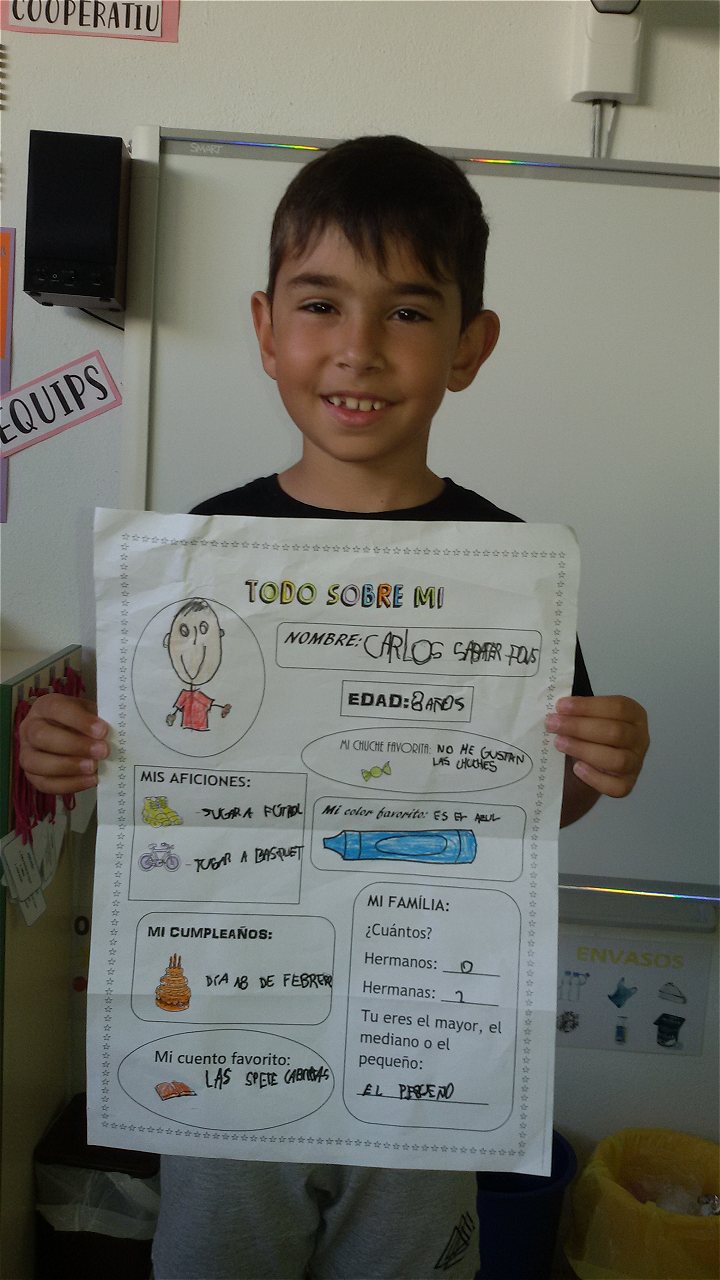 COOPERATIU
SMART
EQUIPS
TODO SOBRE MI
NOMBRE: CARLOS SABATER POUS
EDAD: 8 AÑOS
MI CHUCHE FAVORITA: NO ME GUSTAN
LAS CHUCHES
MIS AFICIONES:
-JUGAR A FÚTBOL
-JUGAR A BASQUET
Mi color favorito: ES EL AZUL
MI CUMPLEAÑOS:
DIA 18 DE FEBRERO
MI FAMÍLIA:
¿Cuántos?
Hermanos: 0
Hermanas: 2
Tu eres el mayor, el
mediano o el
pequeño:
EL PEQUEÑO
Mi cuento favorito:
LAS SIETE CABRITAS
ENVASOS